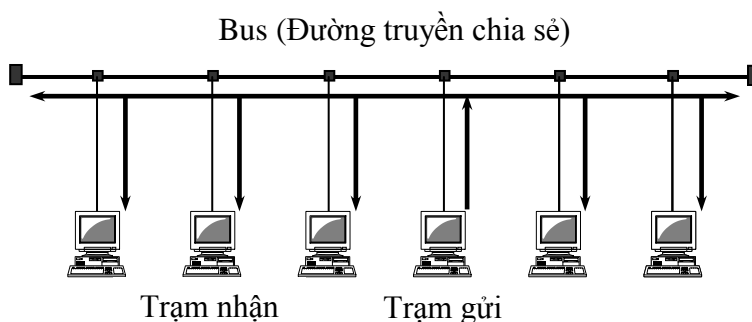 Bus (Đường truyền chia sẻ)
Trạm nhận
Trạm gửi